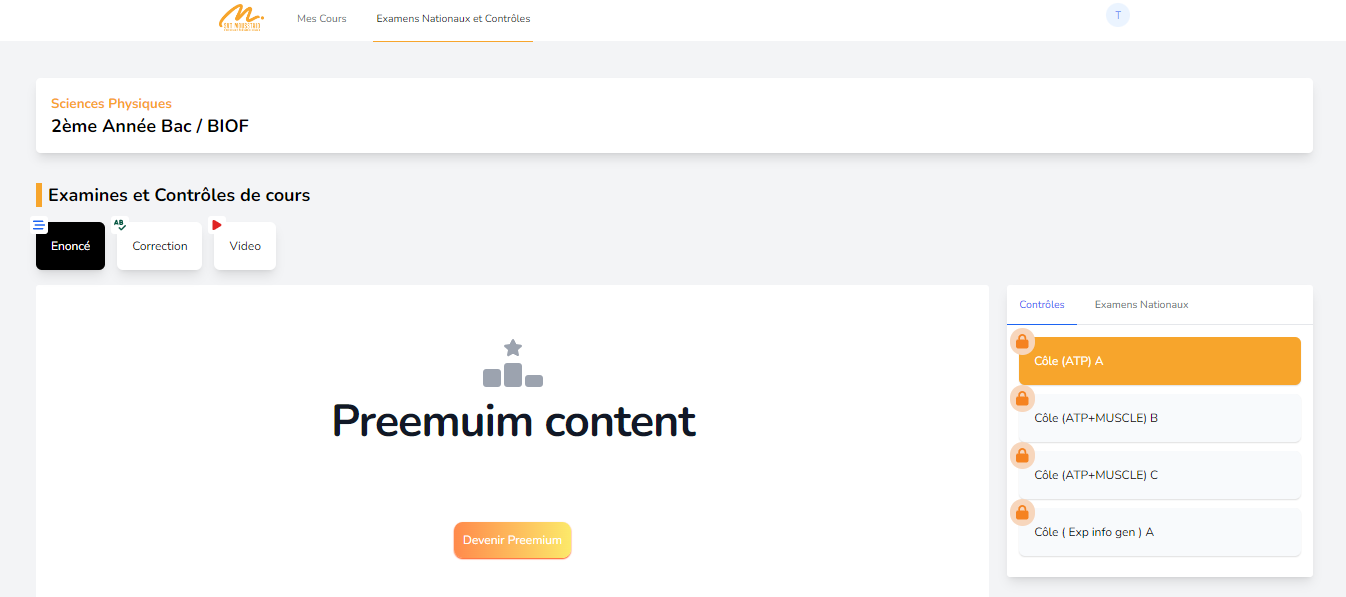 Mes Cours
Examens Nationaux et Contrôles
T
Sciences Physiques
2ème Année Bac / BIOF
Examines et Contrôles de cours
AB
Enoncé
Correction
Video
Preemuim content
Devenir Preemium
Contrôles
Examens Nationaux
Côle (ATP) A
Côle (ATP+MUSCLE) B
Côle (ATP+MUSCLE) C
Côle ( Exp info gen ) A